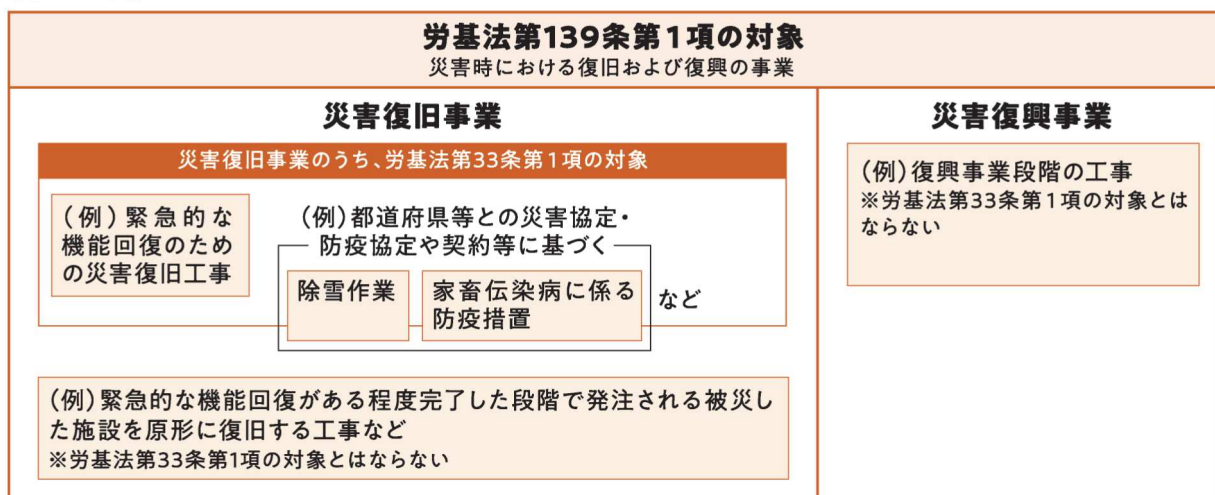 労基法第139条第1項の対象
災害時における復旧および復興の事業
災害復旧事業
災害復旧事業のうち、労基法第33条第1項の対象
（例）緊急的な
機能回復のため
の災害復旧工事
（例）都道府県等との災害協定・
防疫協定や契約等に基づく
除雪作業
家畜伝染病に係る
防疫措置
など
（例）緊急的な機能回復がある程度完了した段階で発注される被災し
た施設を原形に復旧する工事など
※労基法第33条第1項の対象とはならない
災害復興事業
（例）復興事業段階の工事
※労基法第33条第1項の対象とは
ならない